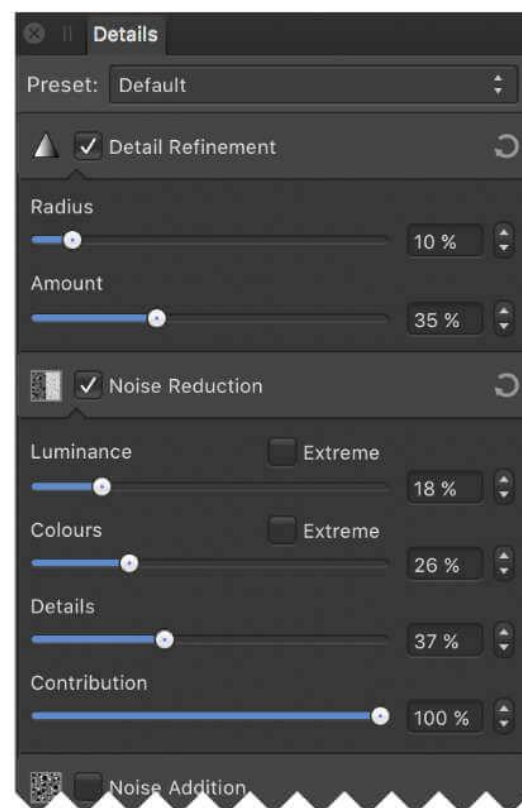 Details
Preset: Default
Detail Refinement
Radius
10 %
Amount
35 %
Noise Reduction
Luminance Extreme
18 %
Colours Extreme
26 %
Details
37 %
Contribution
100 %
Noise Addition